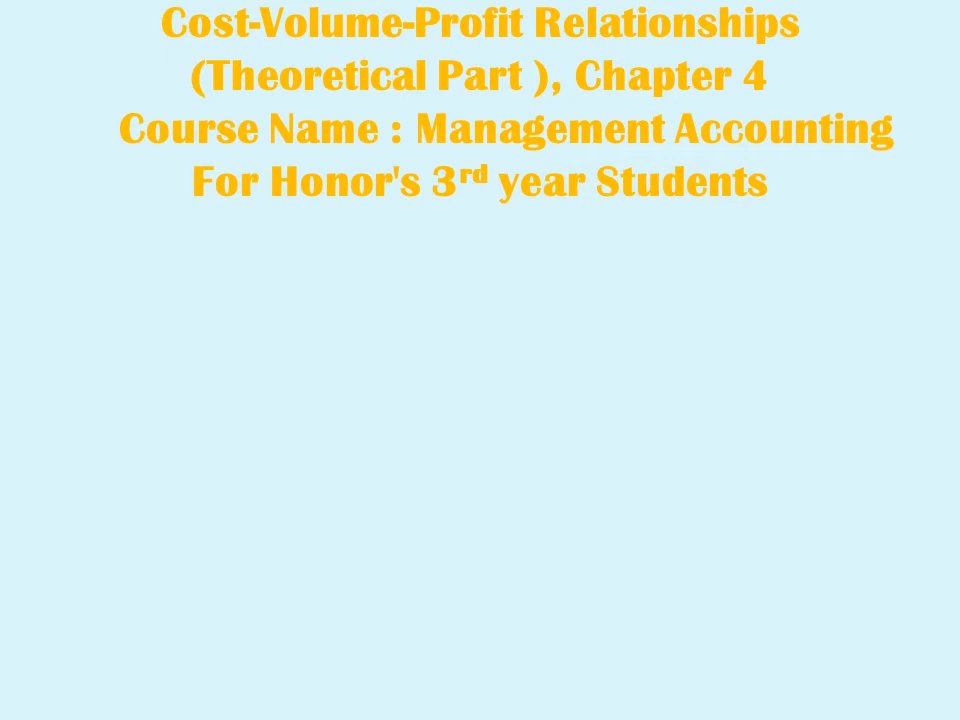 Cost-Volume-Profit Relationships
(Theoretical Part ), Chapter 4
Course Name : Management Accounting
For Honor's 3rd year Students